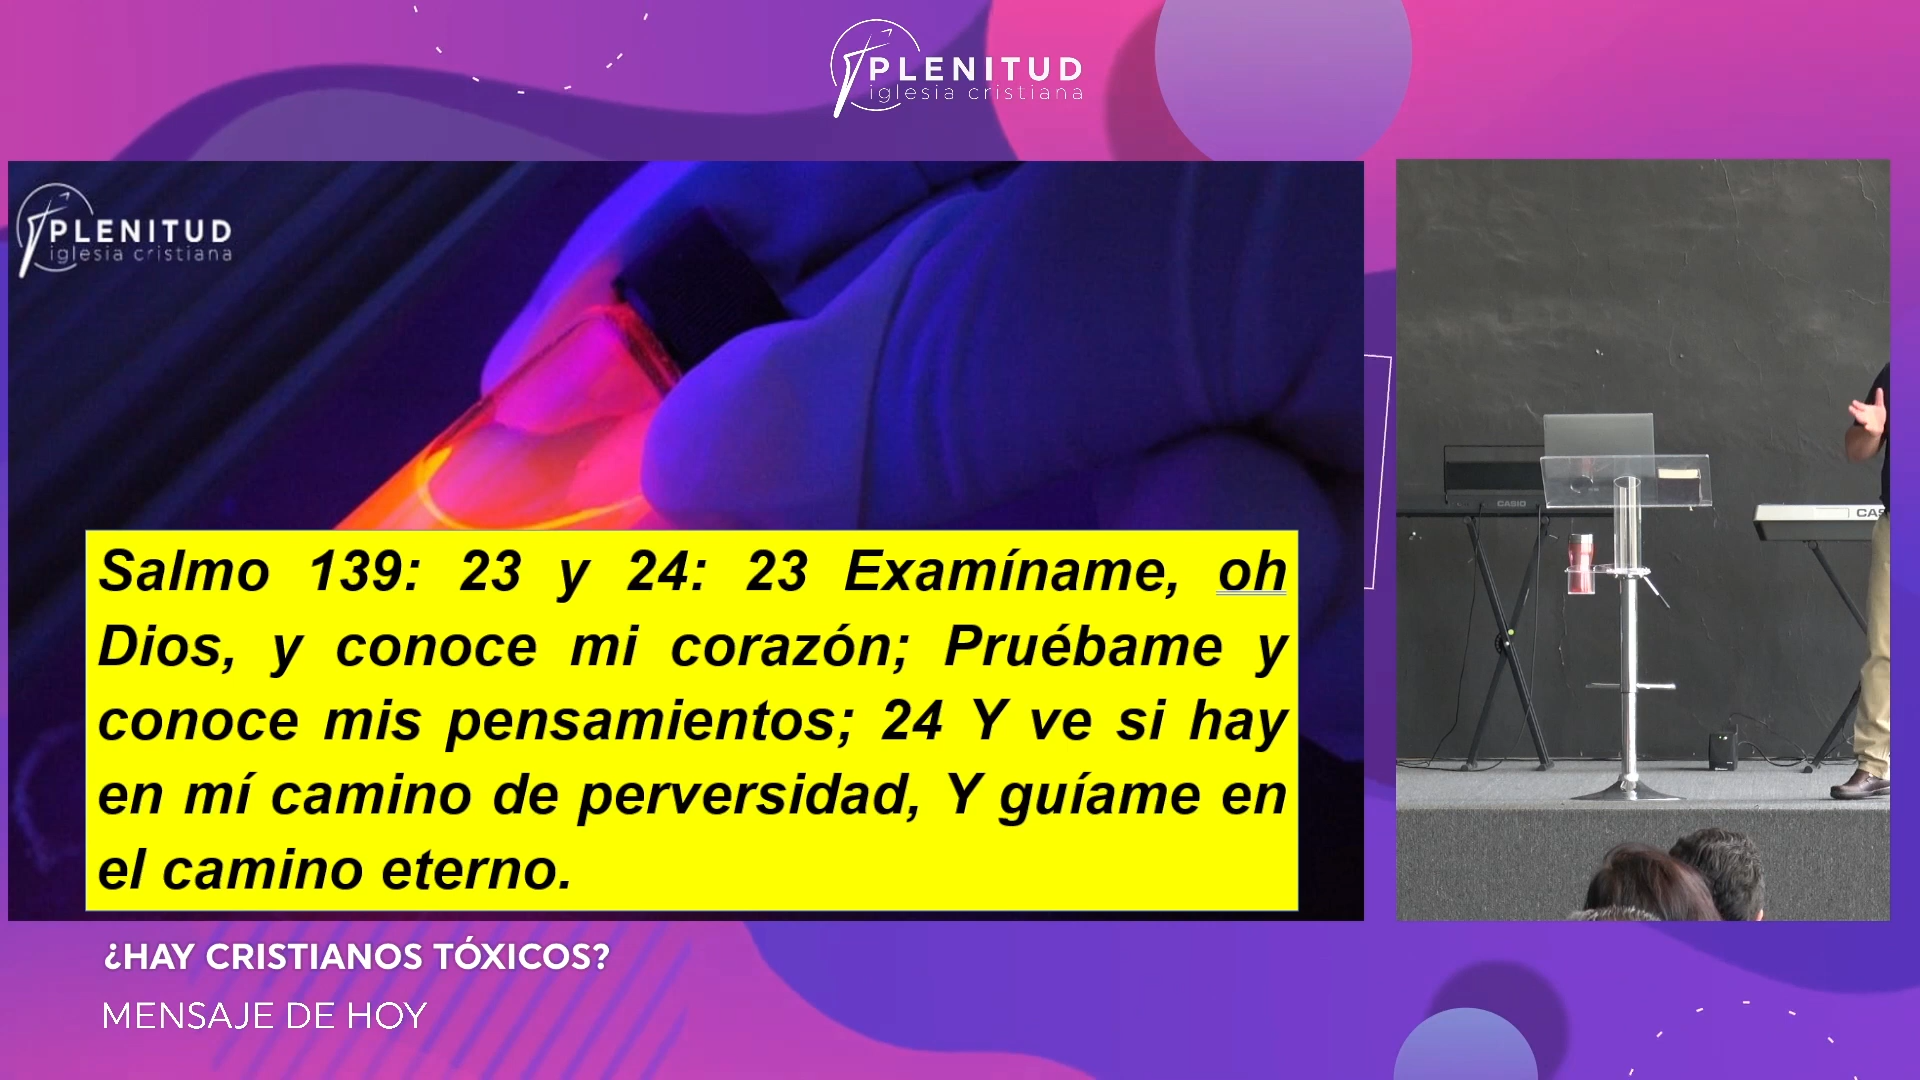 PLENITUD
iglesia cristiana
PLENITUD
iglesia cristiana
Salmo 139: 23 y 24: 23 Examíname, oh
Dios, y conoce mi corazón; Pruébame y
conoce mis pensamientos; 24 Y ve si hay
en mí camino de perversidad, Y guíame en
el camino eterno.
CASIO
CAS
¿HAY CRISTIANOS TÓXICOS?
MENSAJE DE HOY